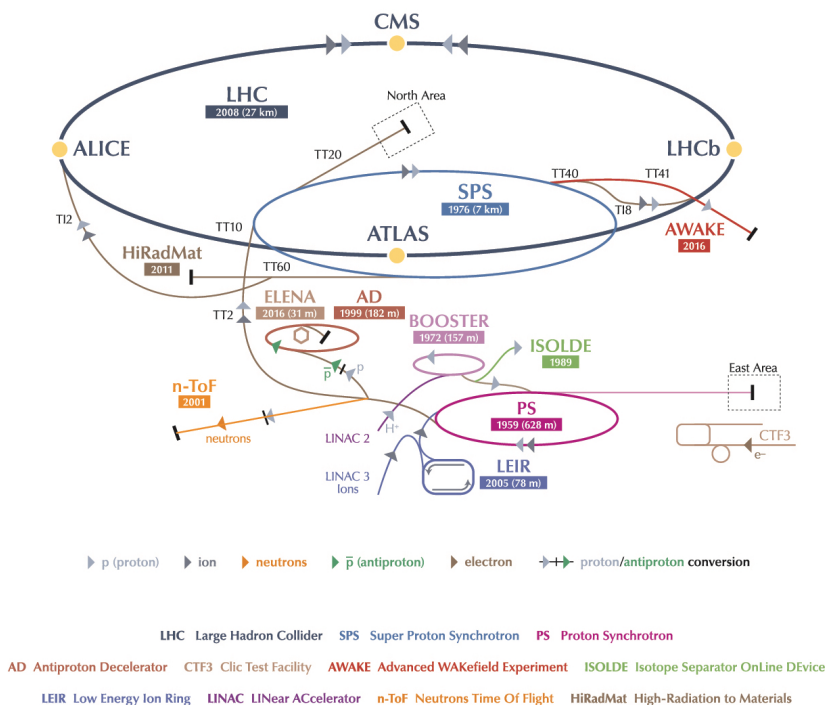 CMS
LHC
2008 (27 km)
North Area
ALICE
TT20
LHCb
TT40
TT41
SPS
1976 (7 km)
TI8
TI2
TT10
ATLAS
AWAKE
2016
HiRadMat
2011
TT60
ELENA
2016 (31 m)
AD
1999 (182 m)
TT2
BOOSTER
1972 (157 m)
ISOLDE
1989
p̅
p
East Area
n-ToF
2001
neutrons
PS
1959 (628 m)
H⁺
LINAC 2
CTF3
e⁻
LINAC 3
Ions
LEIR
2005 (78 m)
p (proton)
ion
neutrons
p̅ (antiproton)
electron
proton/antiproton conversion
LHC Large Hadron Collider SPS Super Proton Synchrotron PS Proton Synchrotron
AD Antiproton Decelerator CTF3 Clic Test Facility AWAKE Advanced WAKefield Experiment ISOLDE Isotope Separator OnLine DEvice
LEIR Low Energy Ion Ring LINAC LINear ACcelerator n-ToF Neutrons Time Of Flight HiRadMat High-Radiation to Materials